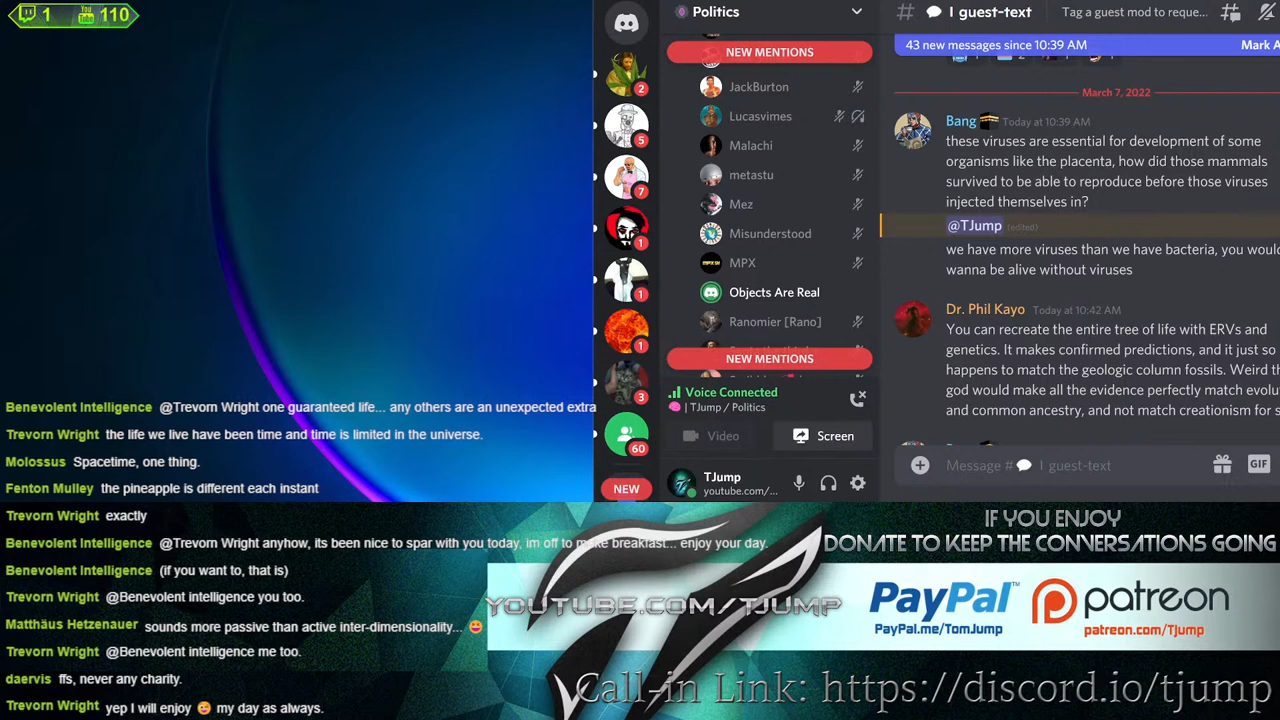 1
You Tube 110
Benevolent Intelligence @Trevorn Wright one guaranteed life... any others are an unexpected extra
Trevorn Wright the life we live have been time and time is limited in the universe.
Molossus Spacetime, one thing.
Fenton Mulley the pineapple is different each instant
Trevorn Wright exactly
Benevolent Intelligence @Trevorn Wright anyhow, its been nice to spar with you today, im off to make breakfast... enjoy your day.
Benevolent Intelligence (if you want to, that is)
Trevorn Wright @Benevolent intelligence you too.
Matthäus Hetzenauer sounds more passive than active inter-dimensionality...
Trevorn Wright @Benevolent intelligence me too.
daervis ffs, never any charity.
Trevorn Wright yep I will enjoy my day as always.
2
5
7
1
1
1
3
60
NEW
Politics
NEW MENTIONS
JackBurton
Lucasvimes
Malachi
metastu
Mez
Misunderstood
MPX
Objects Are Real
Ranomier [Rano]
NEW MENTIONS
Voice Connected
TJump / Politics
Video
Screen
TJump
youtube.com/...
# guest-text
Tag a guest mod to reque...
43 new messages since 10:39 AM
Mark A
March 7, 2022
Bang Today at 10:39 AM
these viruses are essential for development of some
organisms like the placenta, how did those mammals
survived to be able to reproduce before those viruses
injected themselves in?
@TJump (edited)
we have more viruses than we have bacteria, you would
wanna be alive without viruses
Dr. Phil Kayo Today at 10:42 AM
You can recreate the entire tree of life with ERVs and
genetics. It makes confirmed predictions, and it just so
happens to match the geologic column fossils. Weird th
god would make all the evidence perfectly match evolu
and common ancestry, and not match creationism for s
Message # guest-text
GIF
IF YOU ENJOY
DONATE TO KEEP THE CONVERSATIONS GOING
YOUTUBE.COM/TJUMP
PayPal™
PayPal.me/TomJump
patreon
patreon.com/TJump
Call-in Link: https://discord.io/tjump